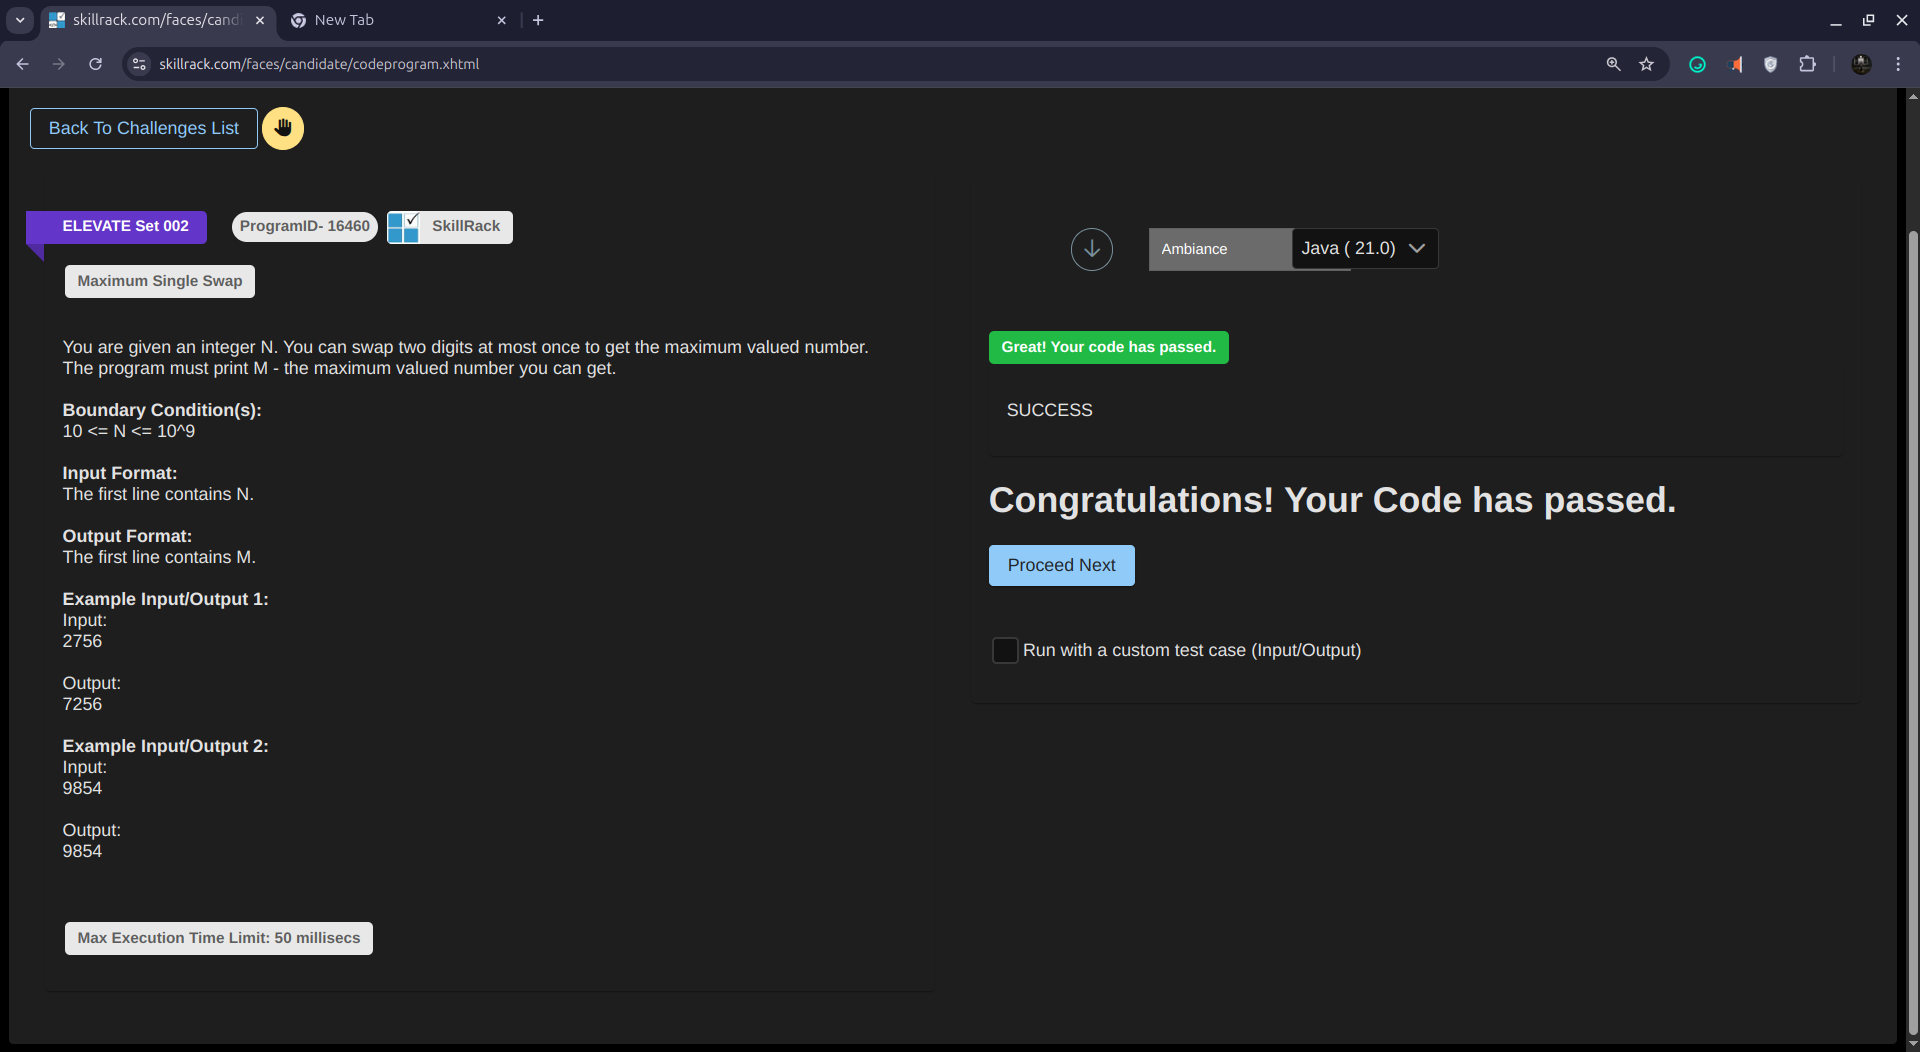 skillrack.com/faces/candi
New Tab
skillrack.com/faces/candidate/codeprogram.xhtml
Back To Challenges List
ELEVATE Set 002
ProgramID- 16460
SkillRack
Ambiance
Java ( 21.0)
Maximum Single Swap
You are given an integer N. You can swap two digits at most once to get the maximum valued number.
The program must print M - the maximum valued number you can get.
Boundary Condition(s):
10 <= N <= 10^9
Input Format:
The first line contains N.
Output Format:
The first line contains M.
Example Input/Output 1:
Input:
2756
Output:
7256
Example Input/Output 2:
Input:
9854
Output:
9854
Max Execution Time Limit: 50 millisecs
Great! Your code has passed.
SUCCESS
Congratulations! Your Code has passed.
Proceed Next
Run with a custom test case (Input/Output)